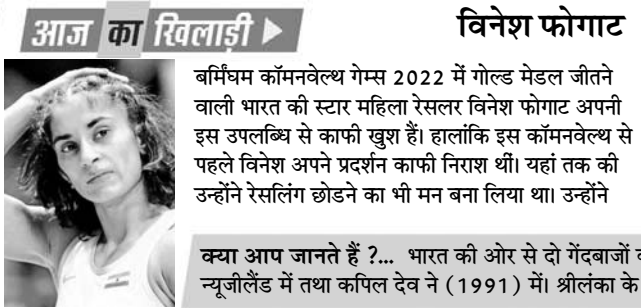 आज का खिलाड़ी
विनेश फोगाट
बर्मिंघम कॉमनवेल्थ गेम्स 2022 में गोल्ड मेडल जीतने
वाली भारत की स्टार महिला रेसलर विनेश फोगाट अपनी
इस उपलब्धि से काफी खुश हैं। हालांकि इस कॉमनवेल्थ से
पहले विनेश अपने प्रदर्शन काफी निराश थीं। यहां तक की
उन्होंने रेसलिंग छोडने का भी मन बना लिया था। उन्होंने
क्या आप जानते हैं ?... भारत की ओर से दो गेंदबाजों
न्यूजीलैंड में तथा कपिल देव ने (1991) में। श्रीलंका के